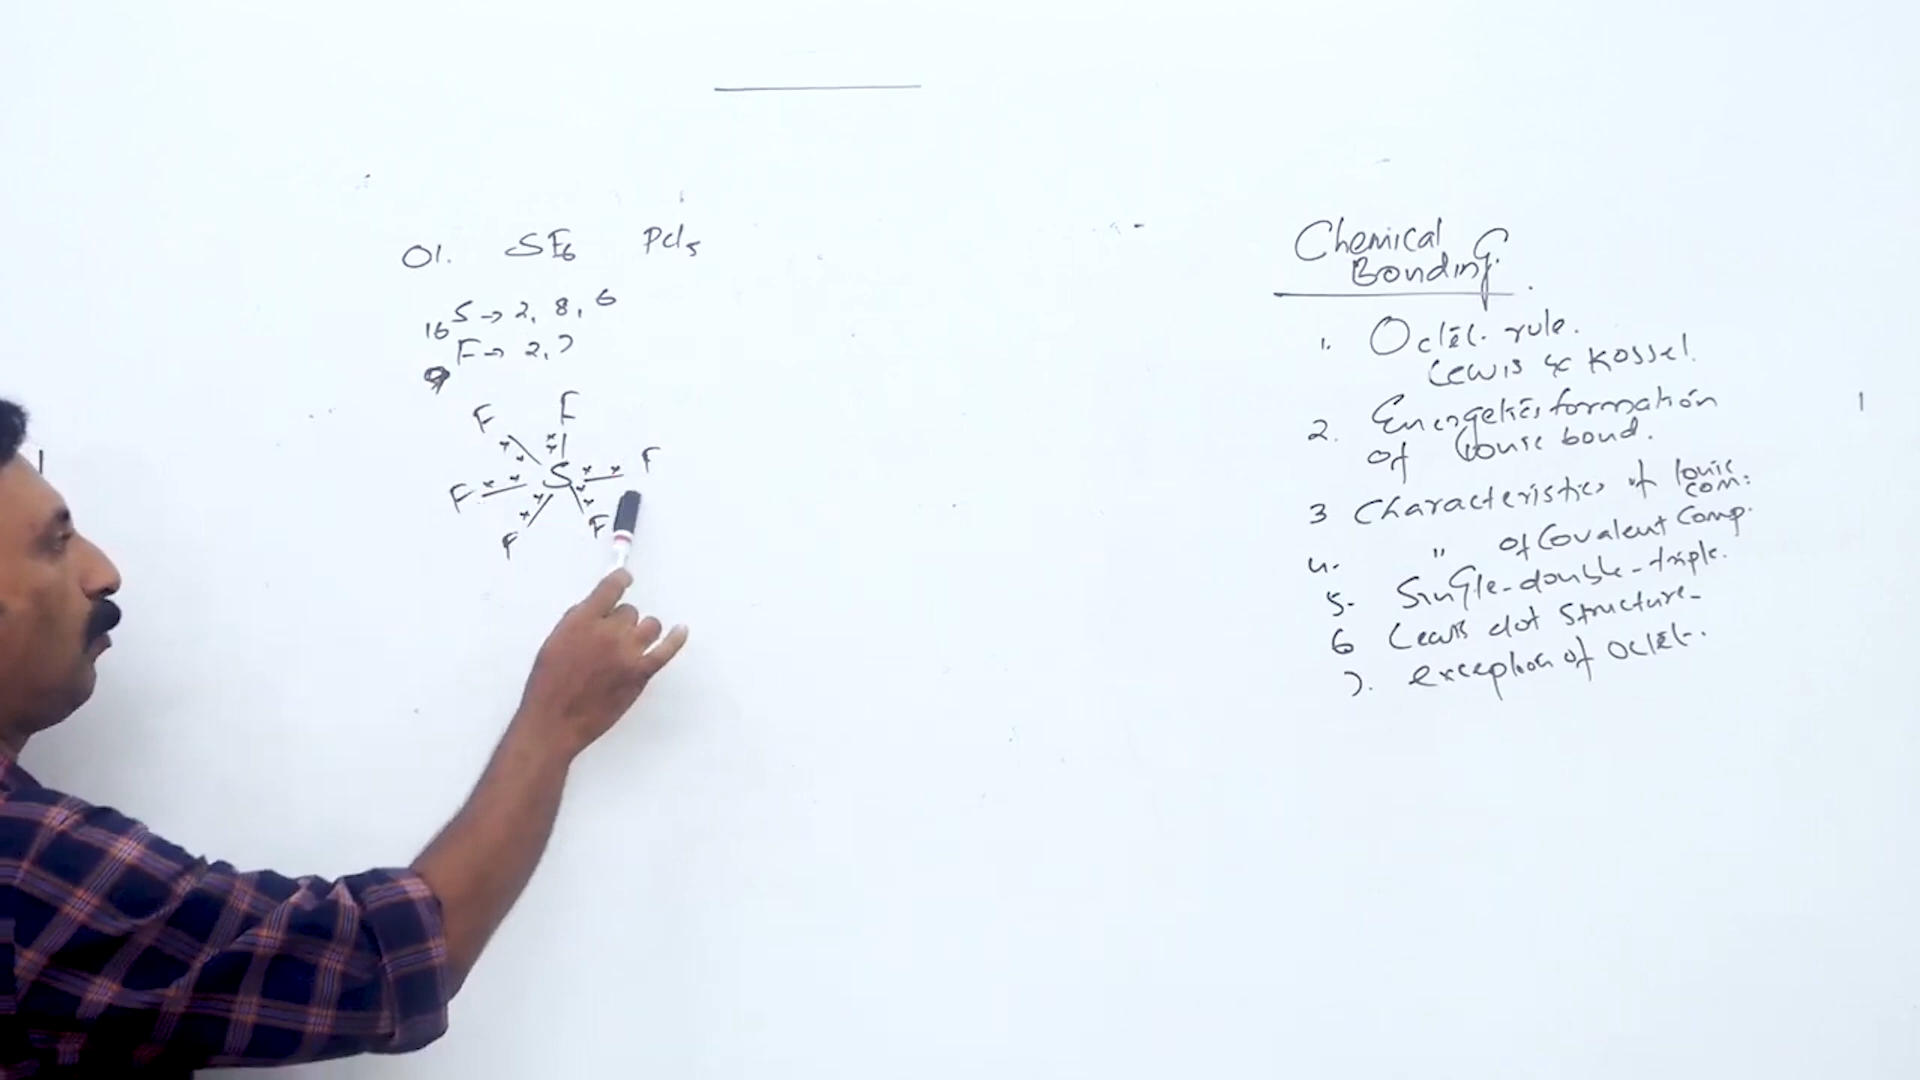 01. SF6 PCl5
16 S → 2, 8, 6
9 F → 2, 7
F F
F S F
F F
Chemical
Bonding.
1. Octet rule.
Lewis & Kossel.
2. Energetics formation
of Ionic bond.
3 Characteristics of Ionic
com:
4. " of Covalent Comp.
5. Single-double-triple.
6 Lewis dot structure-
7. exception of Octet.